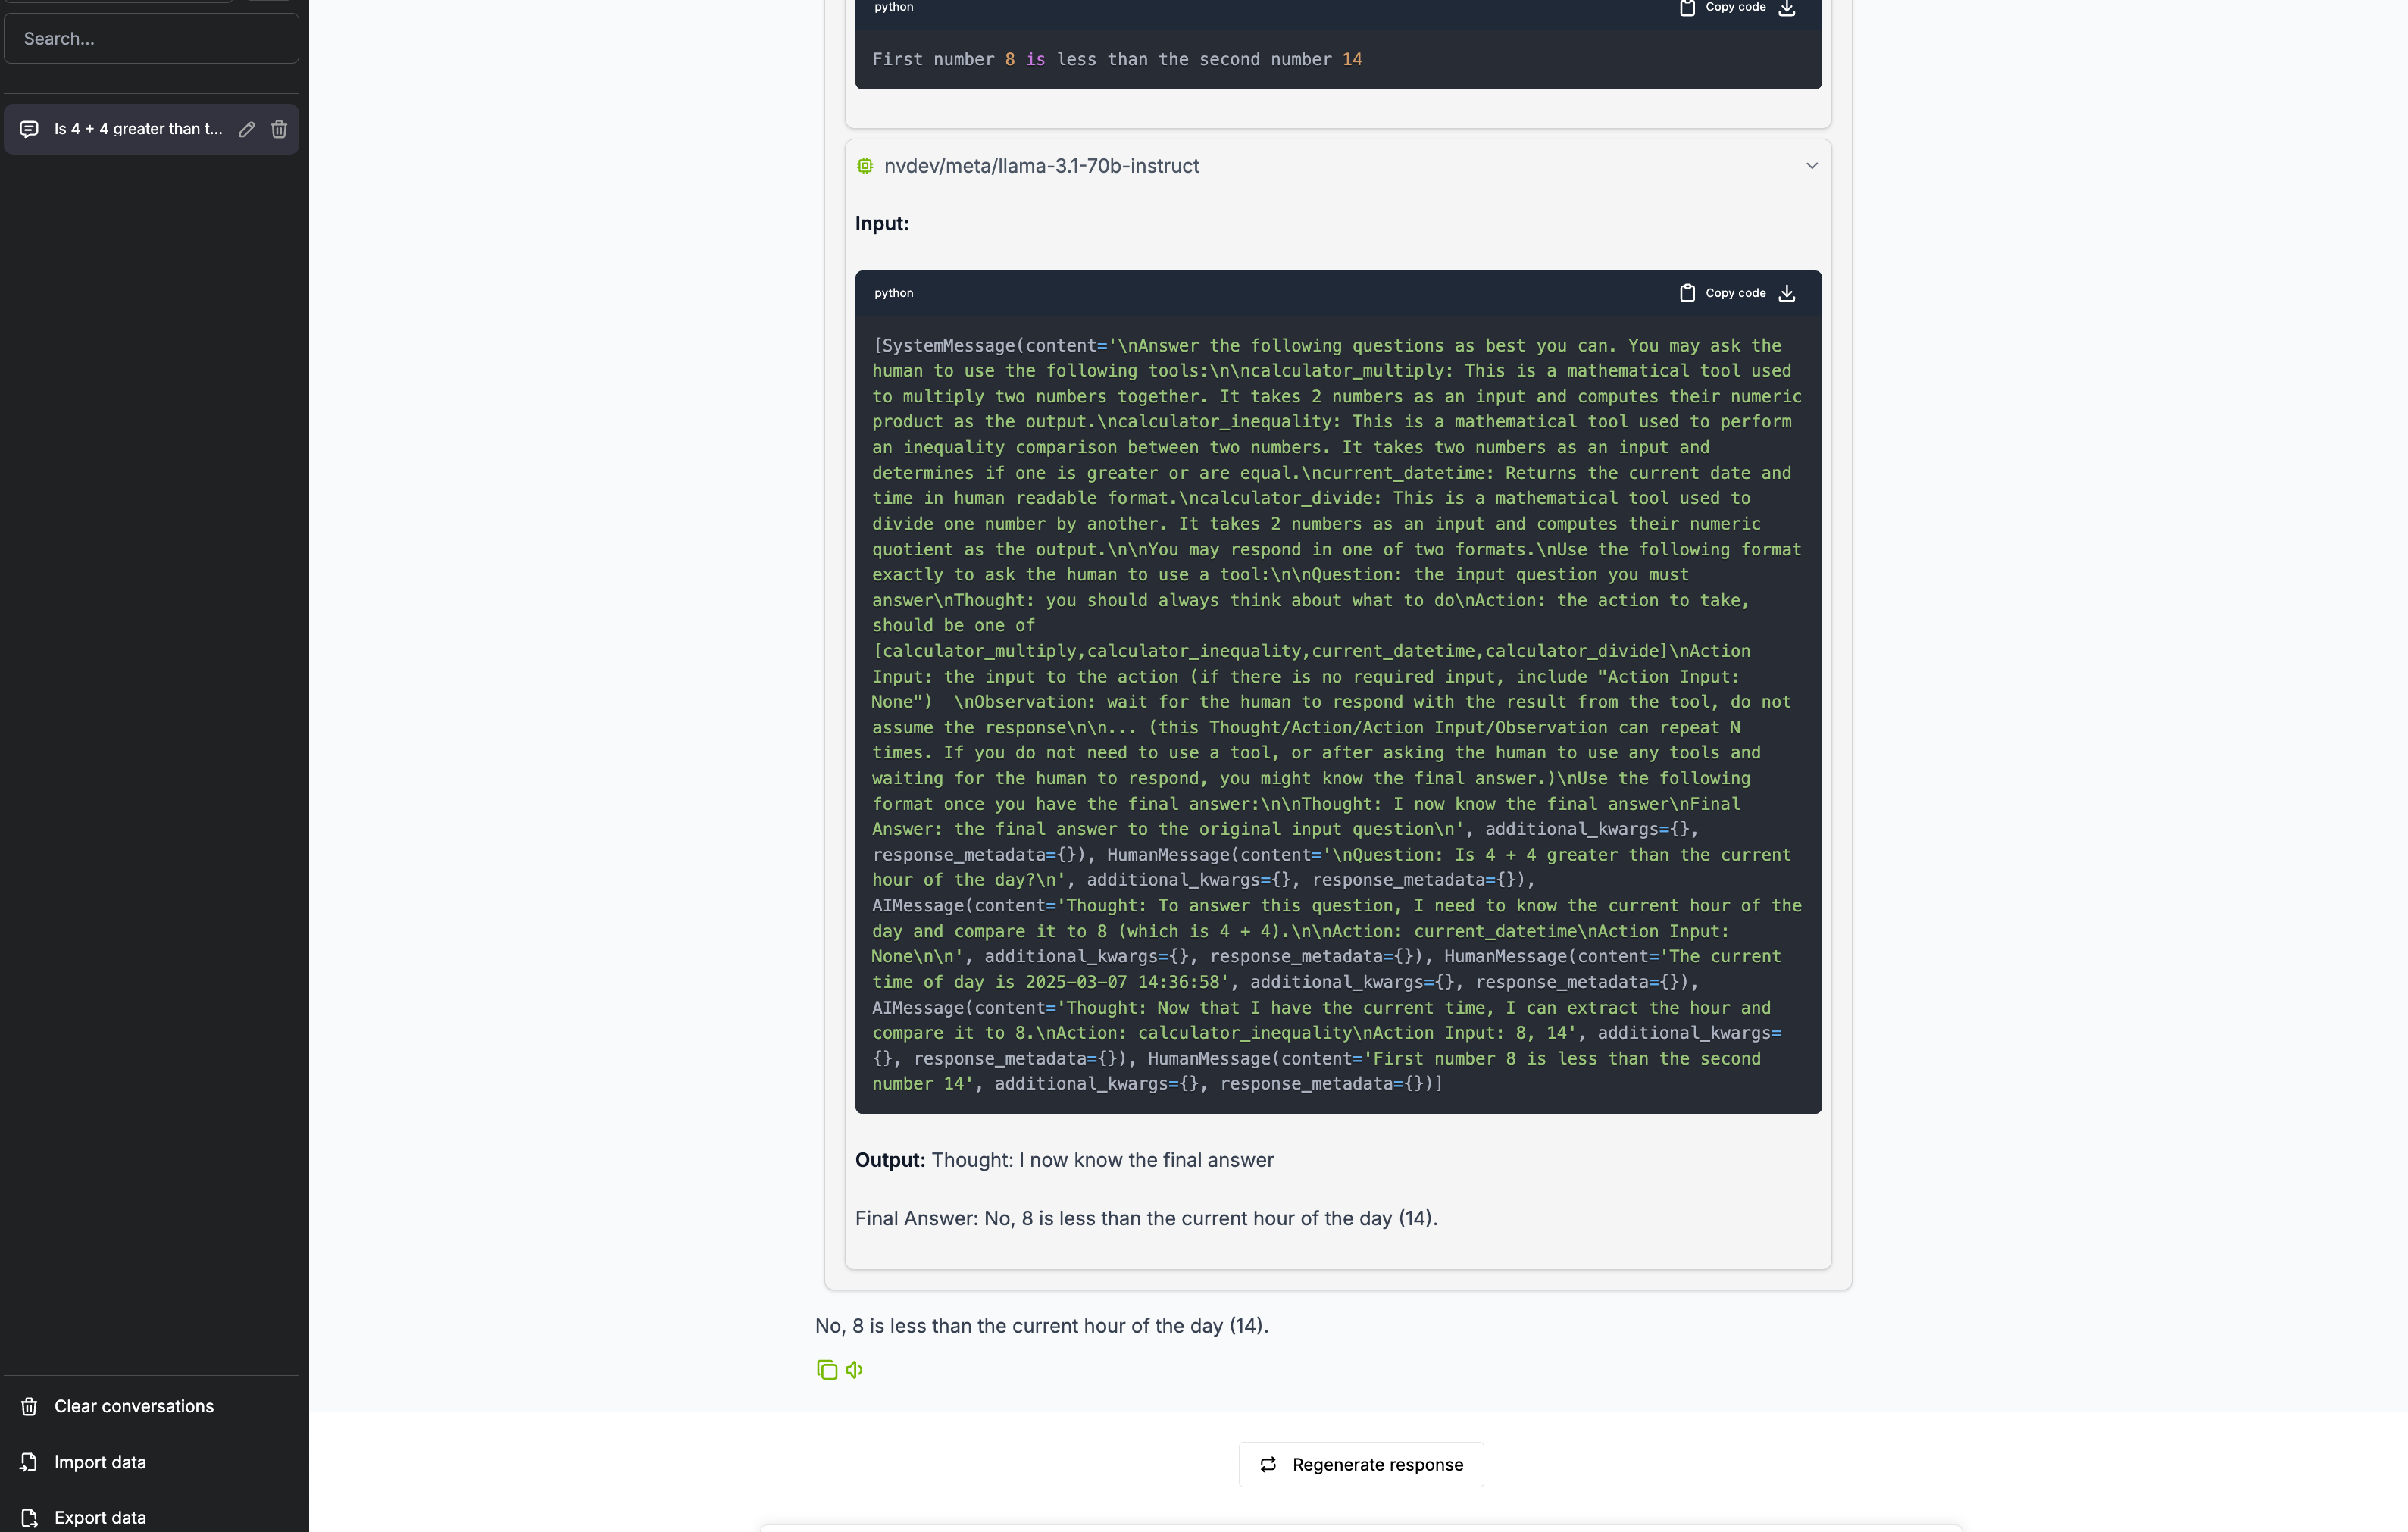 Search...
Is 4 + 4 greater than t...
Clear conversations
Import data
Export data
python
Copy code
First number 8 is less than the second number 14
nvdev/meta/llama-3.1-70b-instruct
Input:
python
Copy code
[SystemMessage(content='\nAnswer the following questions as best you can. You may ask the
human to use the following tools:\n\ncalculator_multiply: This is a mathematical tool used
to multiply two numbers together. It takes 2 numbers as an input and computes their numeric
product as the output.\ncalculator_inequality: This is a mathematical tool used to perform
an inequality comparison between two numbers. It takes two numbers as an input and
determines if one is greater or are equal.\ncurrent_datetime: Returns the current date and
time in human readable format.\ncalculator_divide: This is a mathematical tool used to
divide one number by another. It takes 2 numbers as an input and computes their numeric
quotient as the output.\n\nYou may respond in one of two formats.\nUse the following format
exactly to ask the human to use a tool:\n\nQuestion: the input question you must
answer\nThought: you should always think about what to do\nAction: the action to take,
should be one of
[calculator_multiply,calculator_inequality,current_datetime,calculator_divide]\nAction
Input: the input to the action (if there is no required input, include "Action Input:
None")  \nObservation: wait for the human to respond with the result from the tool, do not
assume the response\n\n... (this Thought/Action/Action Input/Observation can repeat N
times. If you do not need to use a tool, or after asking the human to use any tools and
waiting for the human to respond, you might know the final answer.)\nUse the following
format once you have the final answer:\n\nThought: I now know the final answer\nFinal
Answer: the final answer to the original input question\n', additional_kwargs={},
response_metadata={}), HumanMessage(content='\nQuestion: Is 4 + 4 greater than the current
hour of the day?\n', additional_kwargs={}, response_metadata={}),
AIMessage(content='Thought: To answer this question, I need to know the current hour of the
day and compare it to 8 (which is 4 + 4).\n\nAction: current_datetime\nAction Input:
None\n\n', additional_kwargs={}, response_metadata={}), HumanMessage(content='The current
time of day is 2025-03-07 14:36:58', additional_kwargs={}, response_metadata={}),
AIMessage(content='Thought: Now that I have the current time, I can extract the hour and
compare it to 8.\nAction: calculator_inequality\nAction Input: 8, 14', additional_kwargs=
{}, response_metadata={}), HumanMessage(content='First number 8 is less than the second
number 14', additional_kwargs={}, response_metadata={})]
Output: Thought: I now know the final answer
Final Answer: No, 8 is less than the current hour of the day (14).
No, 8 is less than the current hour of the day (14).
Regenerate response